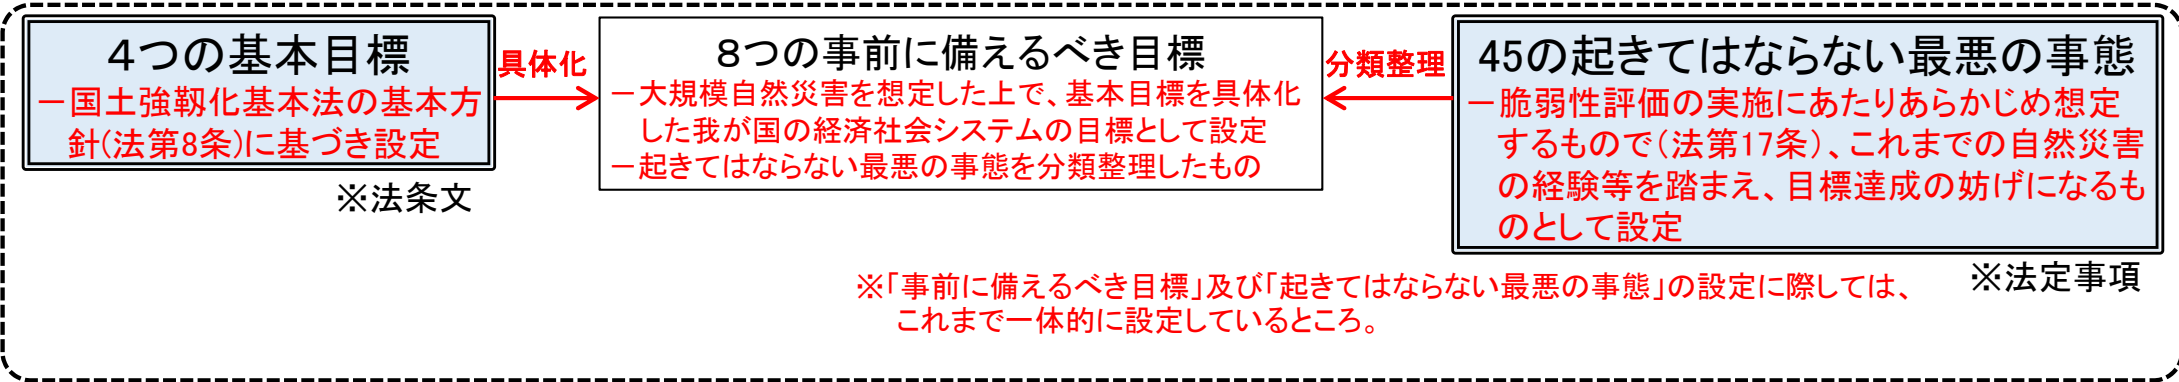 ４つの基本目標
－国土強靱化基本法の基本方
針(法第8条)に基づき設定
※法条文
具体化
８つの事前に備えるべき目標
－大規模自然災害を想定した上で、基本目標を具体化
した我が国の経済社会システムの目標として設定
－起きてはならない最悪の事態を分類整理したもの
分類整理
45の起きてはならない最悪の事態
－脆弱性評価の実施にあたりあらかじめ想定
するもので（法第17条）、これまでの自然災害
の経験等を踏まえ、目標達成の妨げになるも
のとして設定
※法定事項
※「事前に備えるべき目標」及び「起きてはならない最悪の事態」の設定に際しては、
これまで一体的に設定しているところ。